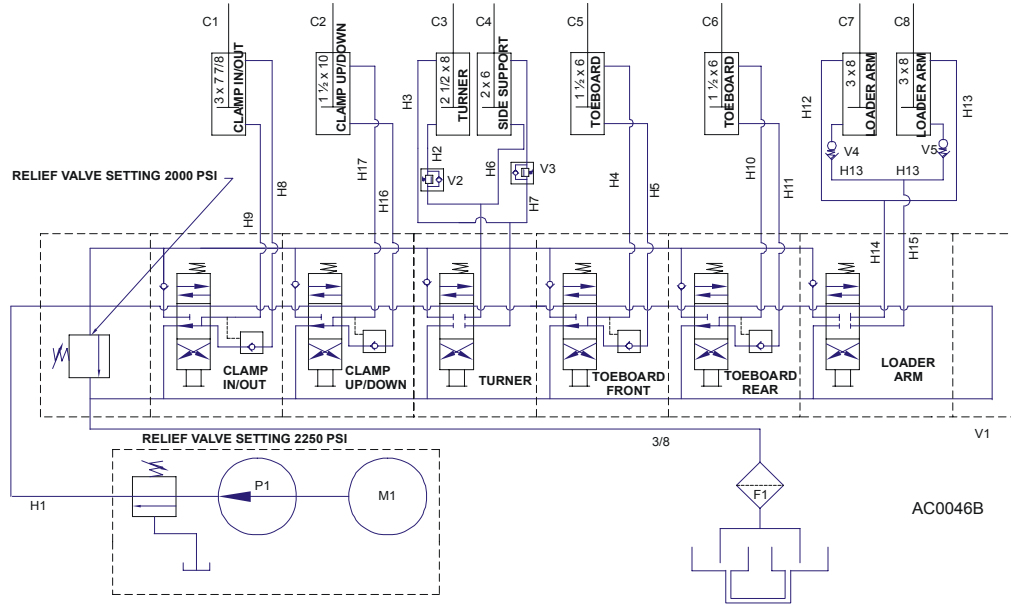 C1
C2
C3
C4
C5
C6
C7
C8
3 x 7 7/8
CLAMP IN/OUT
1 ½ x 10
CLAMP UP/DOWN
2 1/2 x 8
TURNER
2 x 6
SIDE SUPPORT
1 ½ x 6
TOEBOARD
1 ½ x 6
TOEBOARD
3 x 8
LOADER ARM
3 x 8
LOADER ARM
H3
H12
H13
H2
V4
V5
H17
H6
V3
H10
H13
H13
RELIEF VALVE SETTING 2000 PSI
H8
V2
H4
H5
H11
H9
H16
H7
H14
H15
CLAMP
IN/OUT
CLAMP
UP/DOWN
TURNER
TOEBOARD
FRONT
TOEBOARD
REAR
LOADER
ARM
RELIEF VALVE SETTING 2250 PSI
3/8
V1
P1
M1
F1
H1
AC0046B